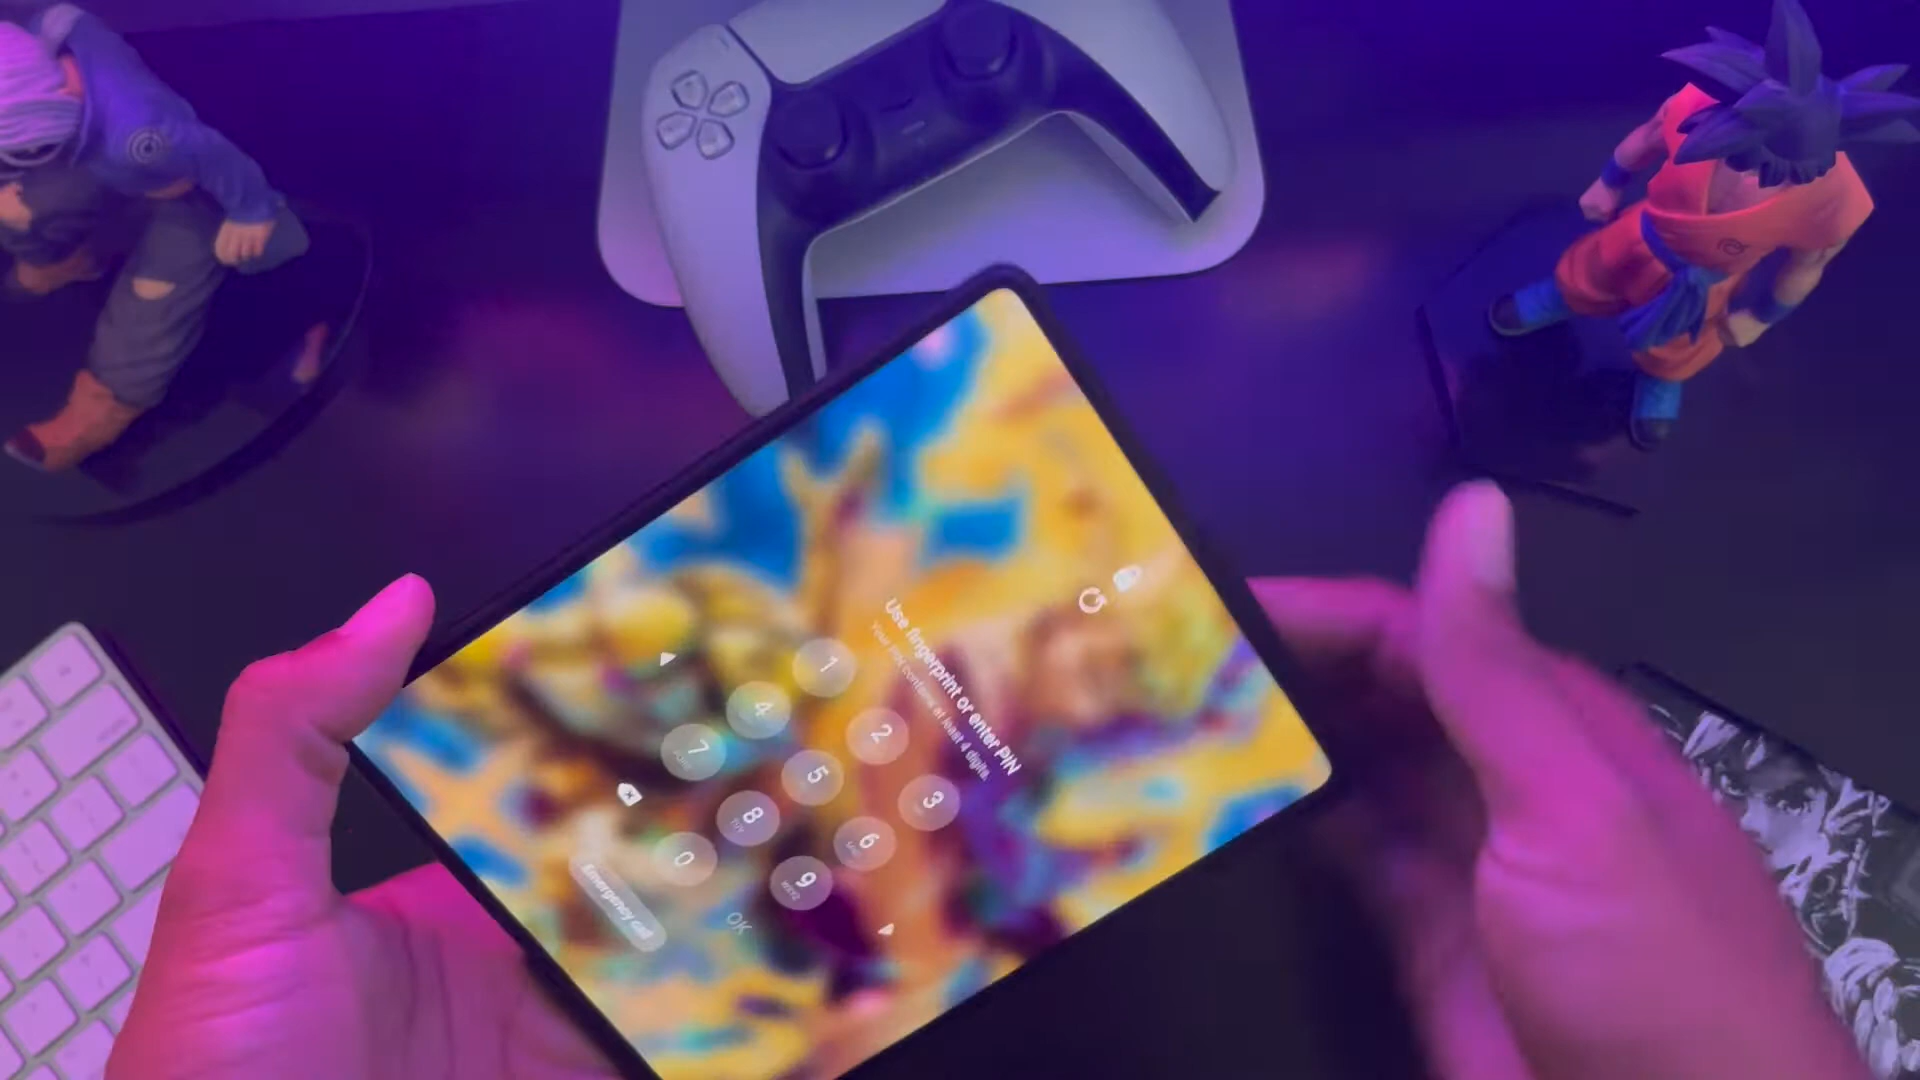 Use fingerprint or enter PIN
Your PIN contains at least 4 digits.
1
2
3
4
5
6
7
8
9
WXYZ
0
OK
Emergency call